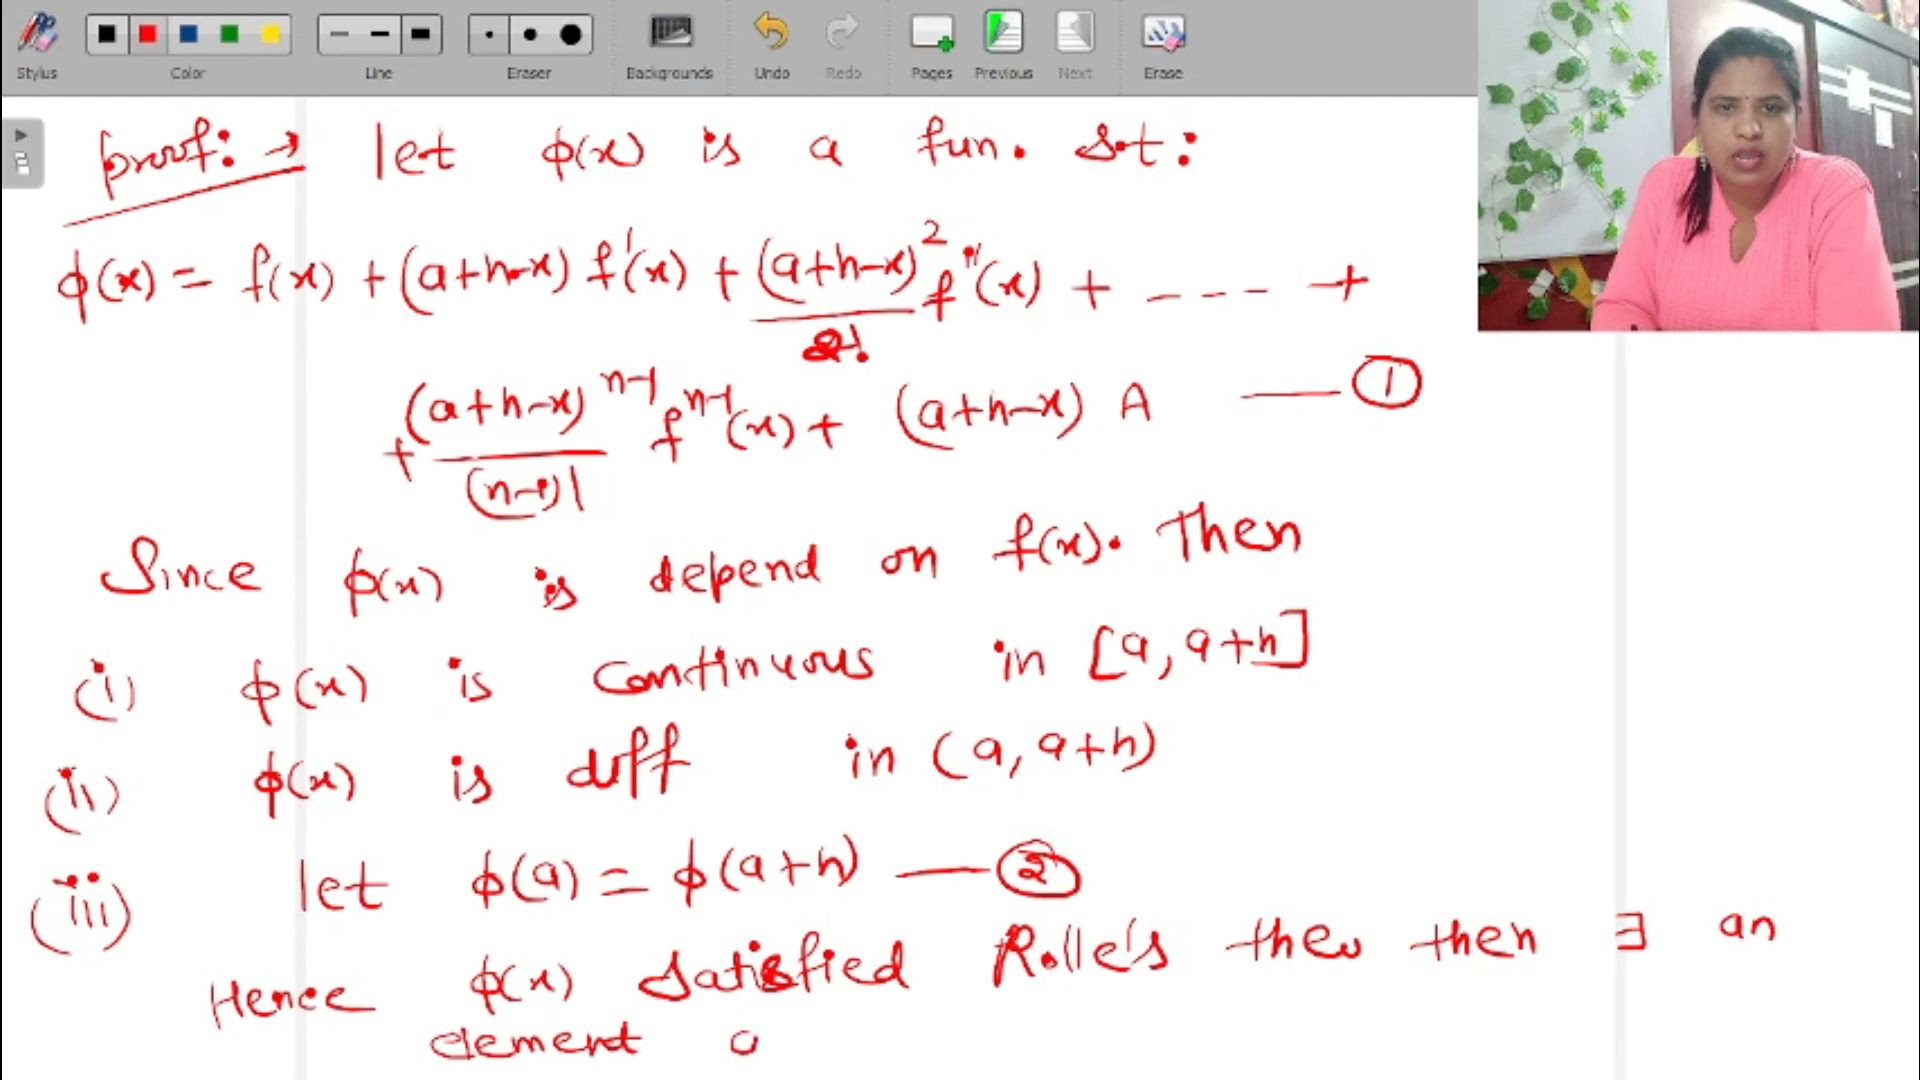 Stylus Color Line Eraser Backgrounds Undo Redo Pages Previous Next Erase
proof: → let ϕ(x) is a fun. s.t:
ϕ(x) = f(x) + (a+h-x) f'(x) + (a+h-x)²/2! f''(x) + ---- +
+ (a+h-x)ⁿ⁻¹/(n-1)! fⁿ⁻¹(x) + (a+h-x) A — ①
Since ϕ(x) is depend on f(x). Then
(i) ϕ(x) is continuous in [a, a+h]
(ii) ϕ(x) is diff in (a, a+h)
(iii) let ϕ(a) = ϕ(a+h) — ②
Hence ϕ(x) satisfied Rolle's theo then ∃ an
element